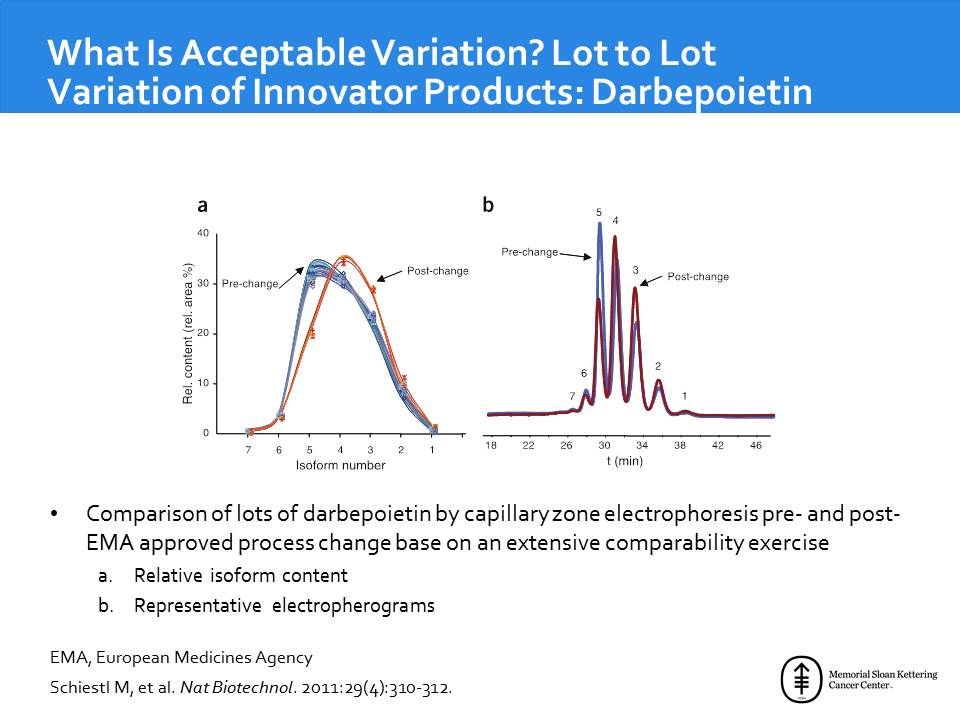 What Is Acceptable Variation? Lot to Lot
Variation of Innovator Products: Darbepoietin
a
b
40
30
20
10
0
Rel. content (rel. area %)
Pre-change
Post-change
7 6 5 4 3 2 1
Isoform number
5
4
Pre-change
3
Post-change
6
2
7
1
18 22 26 30 34 38 42 46
t (min)
• Comparison of lots of darbepoietin by capillary zone electrophoresis pre- and post-
EMA approved process change base on an extensive comparability exercise
a. Relative isoform content
b. Representative electropherograms
EMA, European Medicines Agency
Schiestl M, et al. Nat Biotechnol. 2011:29(4):310-312.
Memorial Sloan Kettering
Cancer Center